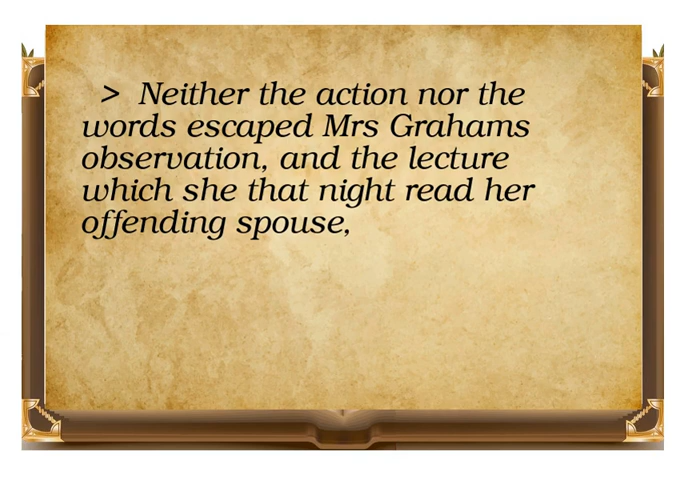 > Neither the action nor the
words escaped Mrs Grahams
observation, and the lecture
which she that night read her
offending spouse,